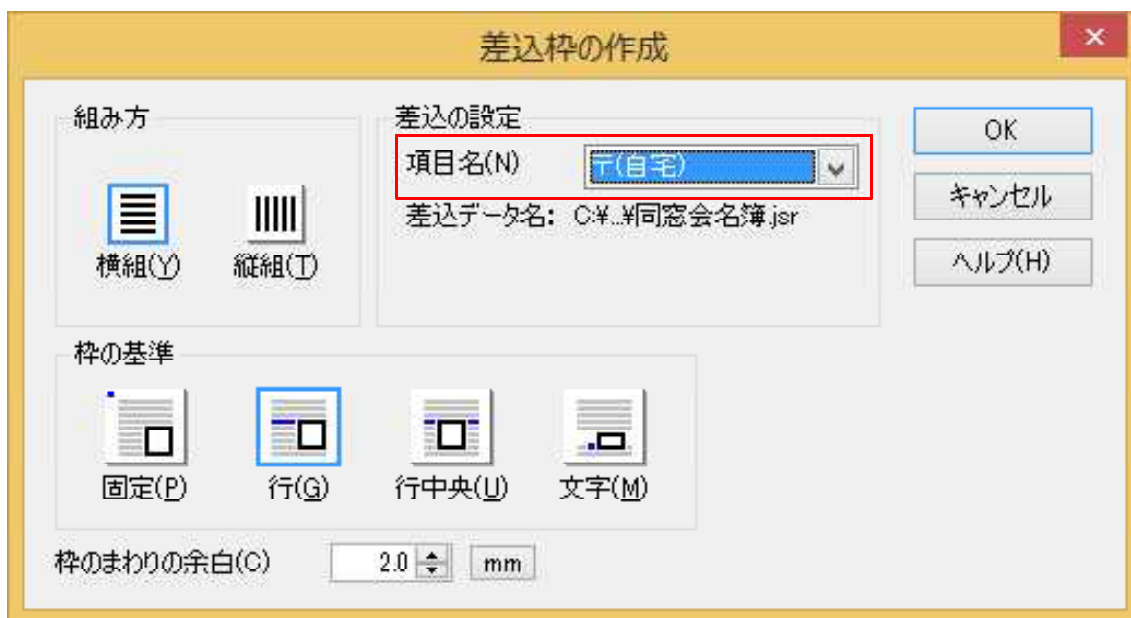 差込枠の作成
組み方
横組(Y)
縦組(T)
差込の設定
項目名(N)
〒(自宅)
差込データ名: C:¥...¥同窓会名簿.jsr
OK
キャンセル
ヘルプ(H)
枠の基準
固定(P)
行(G)
行中央(U)
文字(M)
枠のまわりの余白(C)
2.0
mm